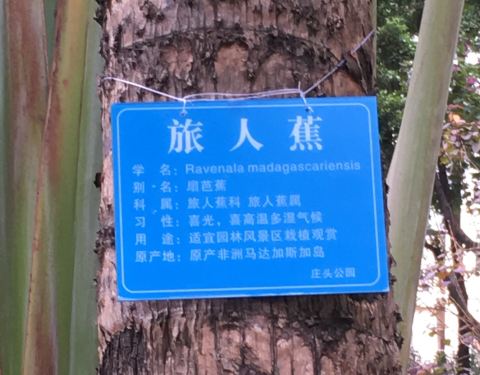 旅人蕉
学 名：Ravenala madagascariensis
别 名：扇芭蕉
科 属：旅人蕉科 旅人蕉属
习 性：喜光，喜高温多湿气候
用 途：适宜园林风景区栽植观赏
原产地：原产非洲马达加斯加岛
庄头公园